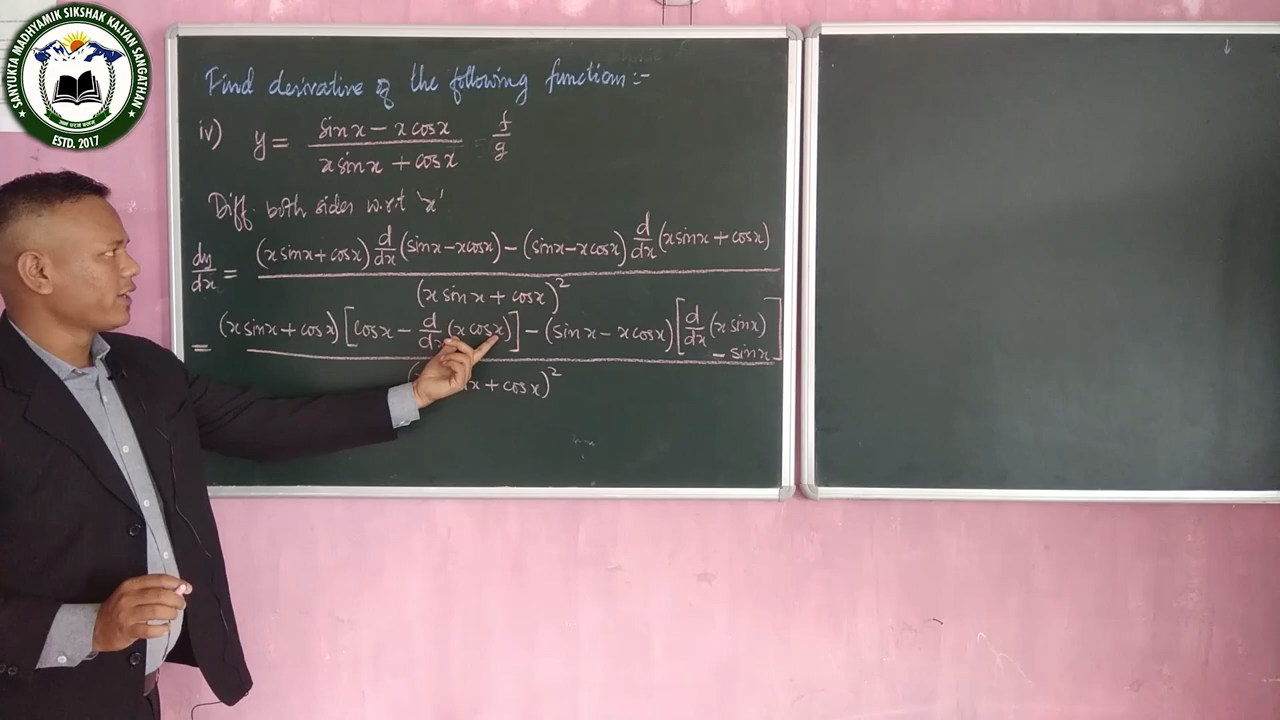 SANYUKTA MADHYAMIK SIKSHAK KALYAN SANGATHAN
ESTD. 2017
Find derivative of the following functions:-
iv) y = (sin x - x cos x)/(x sin x + cos x) = f/g
Diff. both sides w.r.t 'x'
dy/dx = ((x sin x + cos x) d/dx (sin x - x cos x) - (sin x - x cos x) d/dx (x sin x + cos x))/(x sin x + cos x)²
= ((x sin x + cos x) [cos x - d/dx (x cos x)] - (sin x - x cos x) [d/dx (x sin x) - sin x])/( x + cos x)²